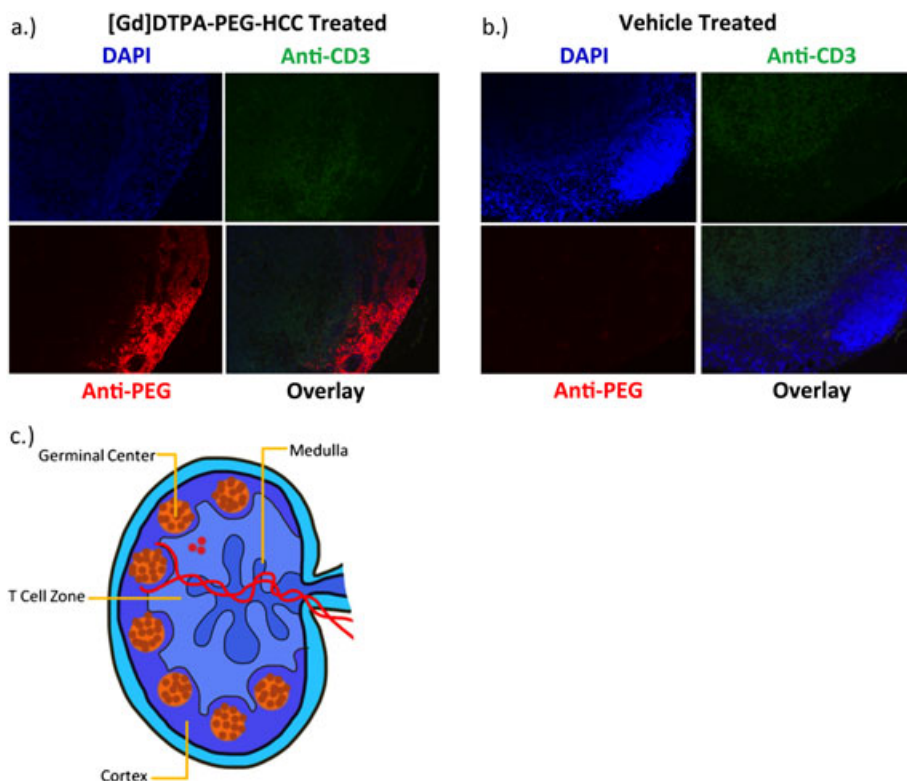 a.) [Gd]DTPA-PEG-HCC Treated
DAPI Anti-CD3
Anti-PEG Overlay
b.) Vehicle Treated
DAPI Anti-CD3
Anti-PEG Overlay
c.)
Germinal Center
Medulla
T Cell Zone
Cortex